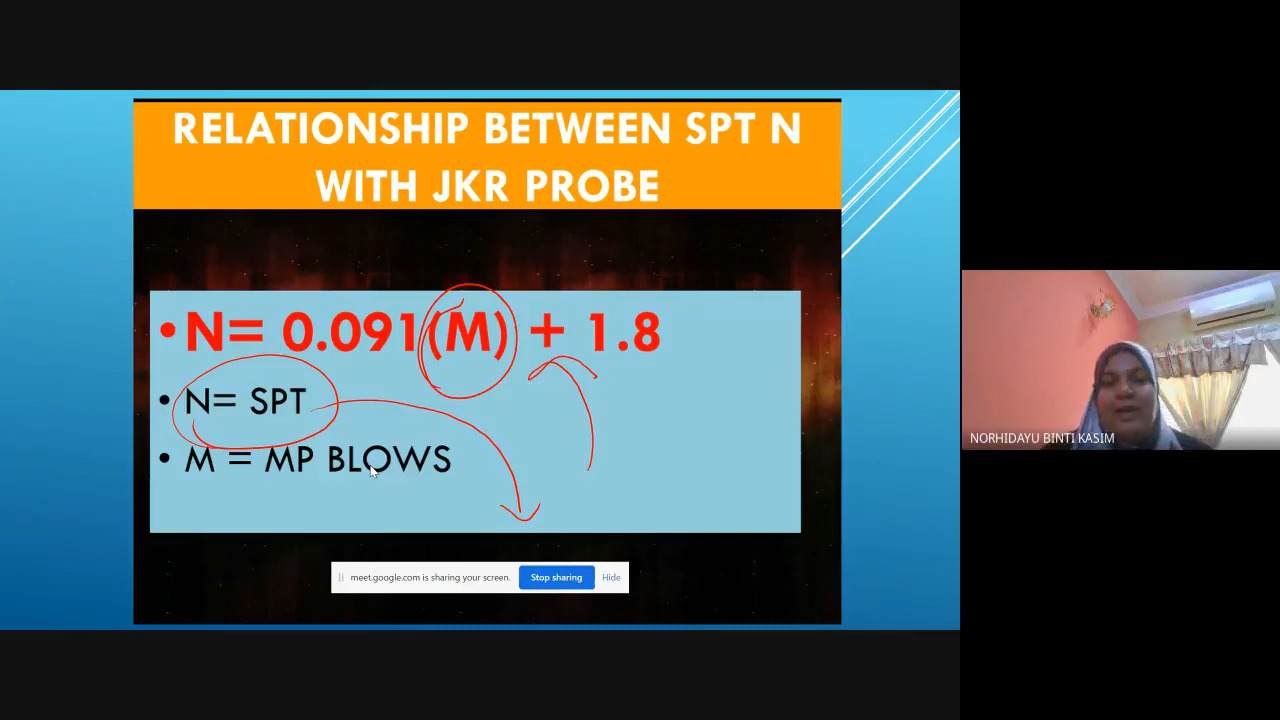 RELATIONSHIP BETWEEN SPT N
WITH JKR PROBE
•N= 0.091(M) + 1.8
• N= SPT
• M = MP BLOWS
meet.google.com is sharing your screen. Stop sharing Hide
NORHIDAYU BINTI KASIM